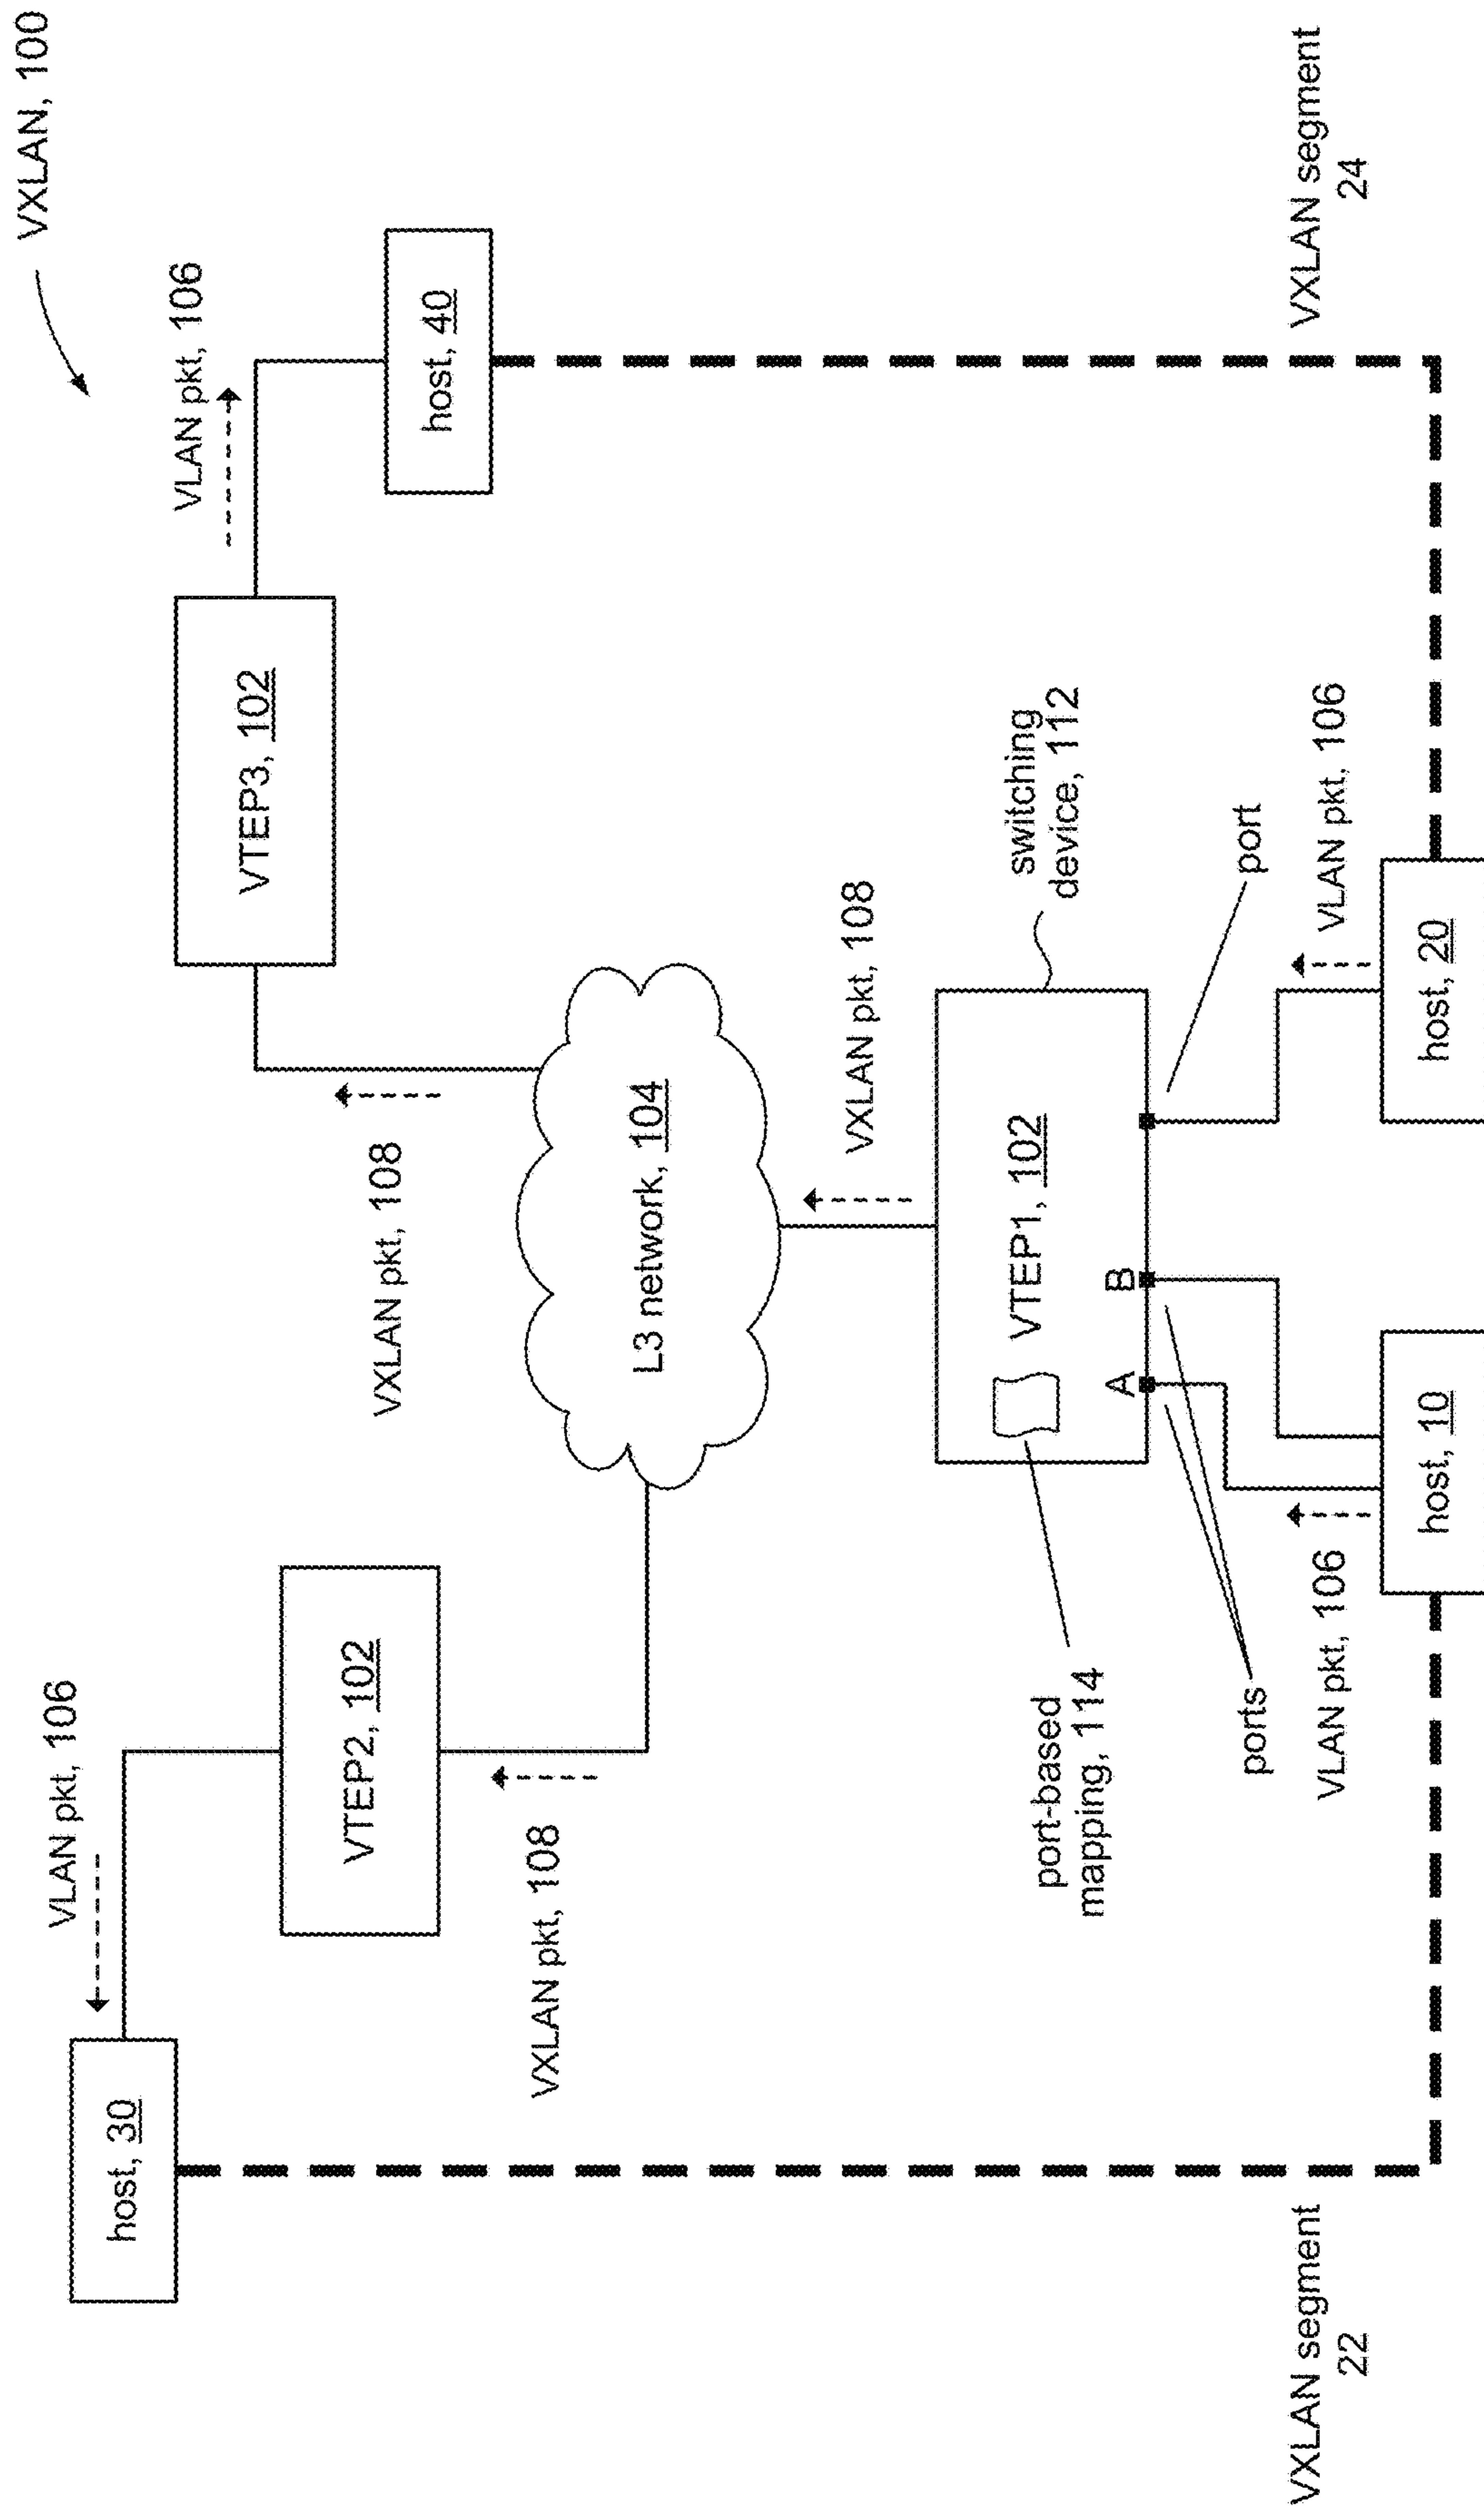 VXLAN, 100
VLAN pkt, 106
host, 30
VTEP2, 102
VXLAN pkt, 108
VXLAN pkt, 108
VTEP3, 102
VLAN pkt, 106
host, 40
L3 network, 104
VXLAN pkt, 108
switching
device, 112
VTEP1, 102
A
B
port-based
mapping, 114
ports
port
VLAN pkt, 106
VLAN pkt, 106
host, 10
host, 20
VXLAN segment
22
VXLAN segment
24